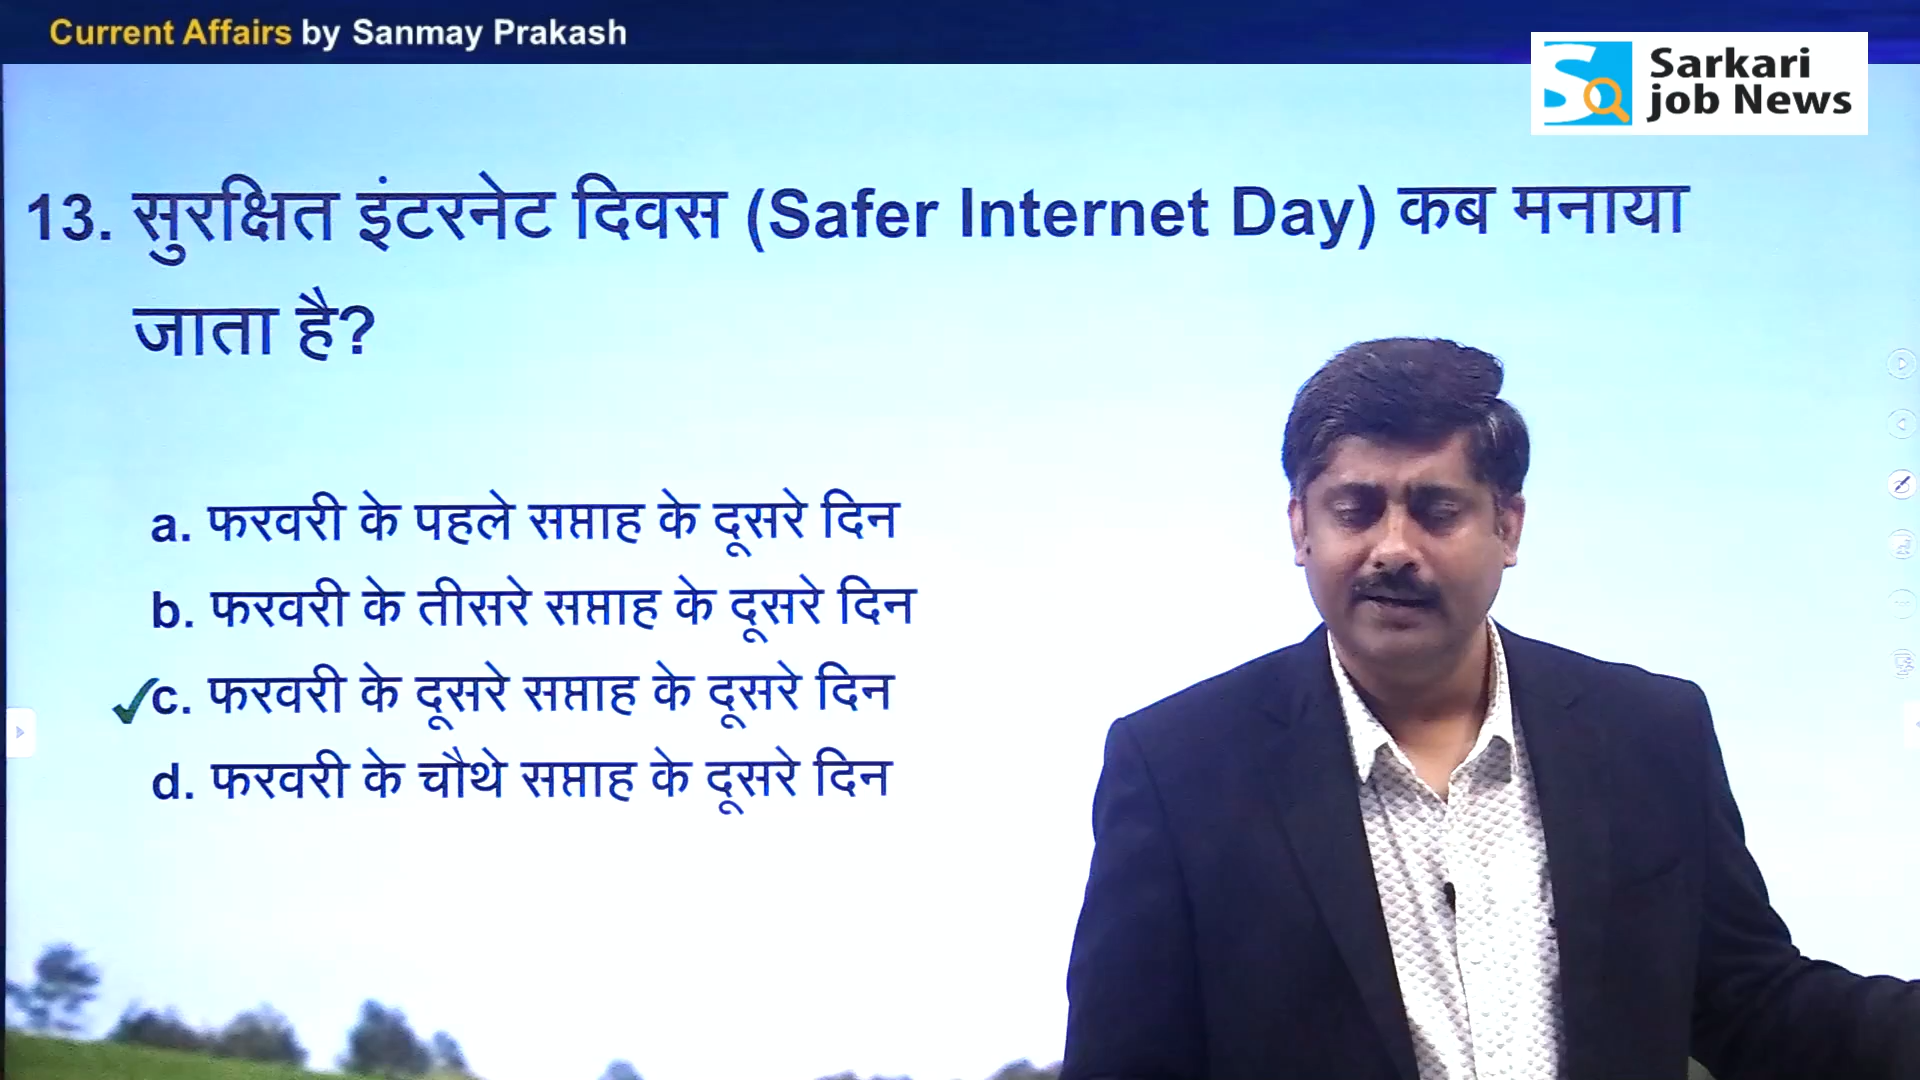 Current Affairs by Sanmay Prakash
Sarkari
job News
13. सुरक्षित इंटरनेट दिवस (Safer Internet Day) कब मनाया
जाता है?
a. फरवरी के पहले सप्ताह के दूसरे दिन
b. फरवरी के तीसरे सप्ताह के दूसरे दिन
c. फरवरी के दूसरे सप्ताह के दूसरे दिन
d. फरवरी के चौथे सप्ताह के दूसरे दिन